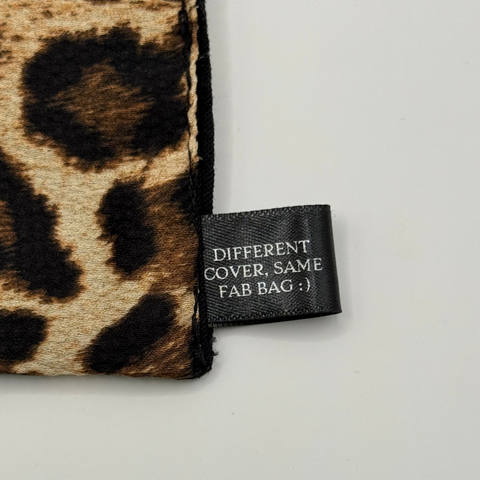 DIFFERENT
COVER, SAME
FAB BAG :)